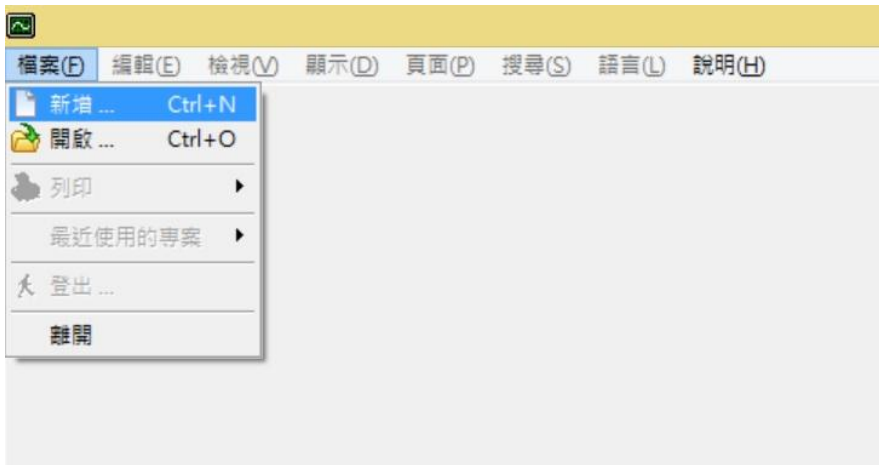 檔案(F) 編輯(E) 檢視(V) 顯示(D) 頁面(P) 搜尋(S) 語言(L) 說明(H)
新增 ... Ctrl+N
開啟 ... Ctrl+O
列印
最近使用的專案
登出 ...
離開